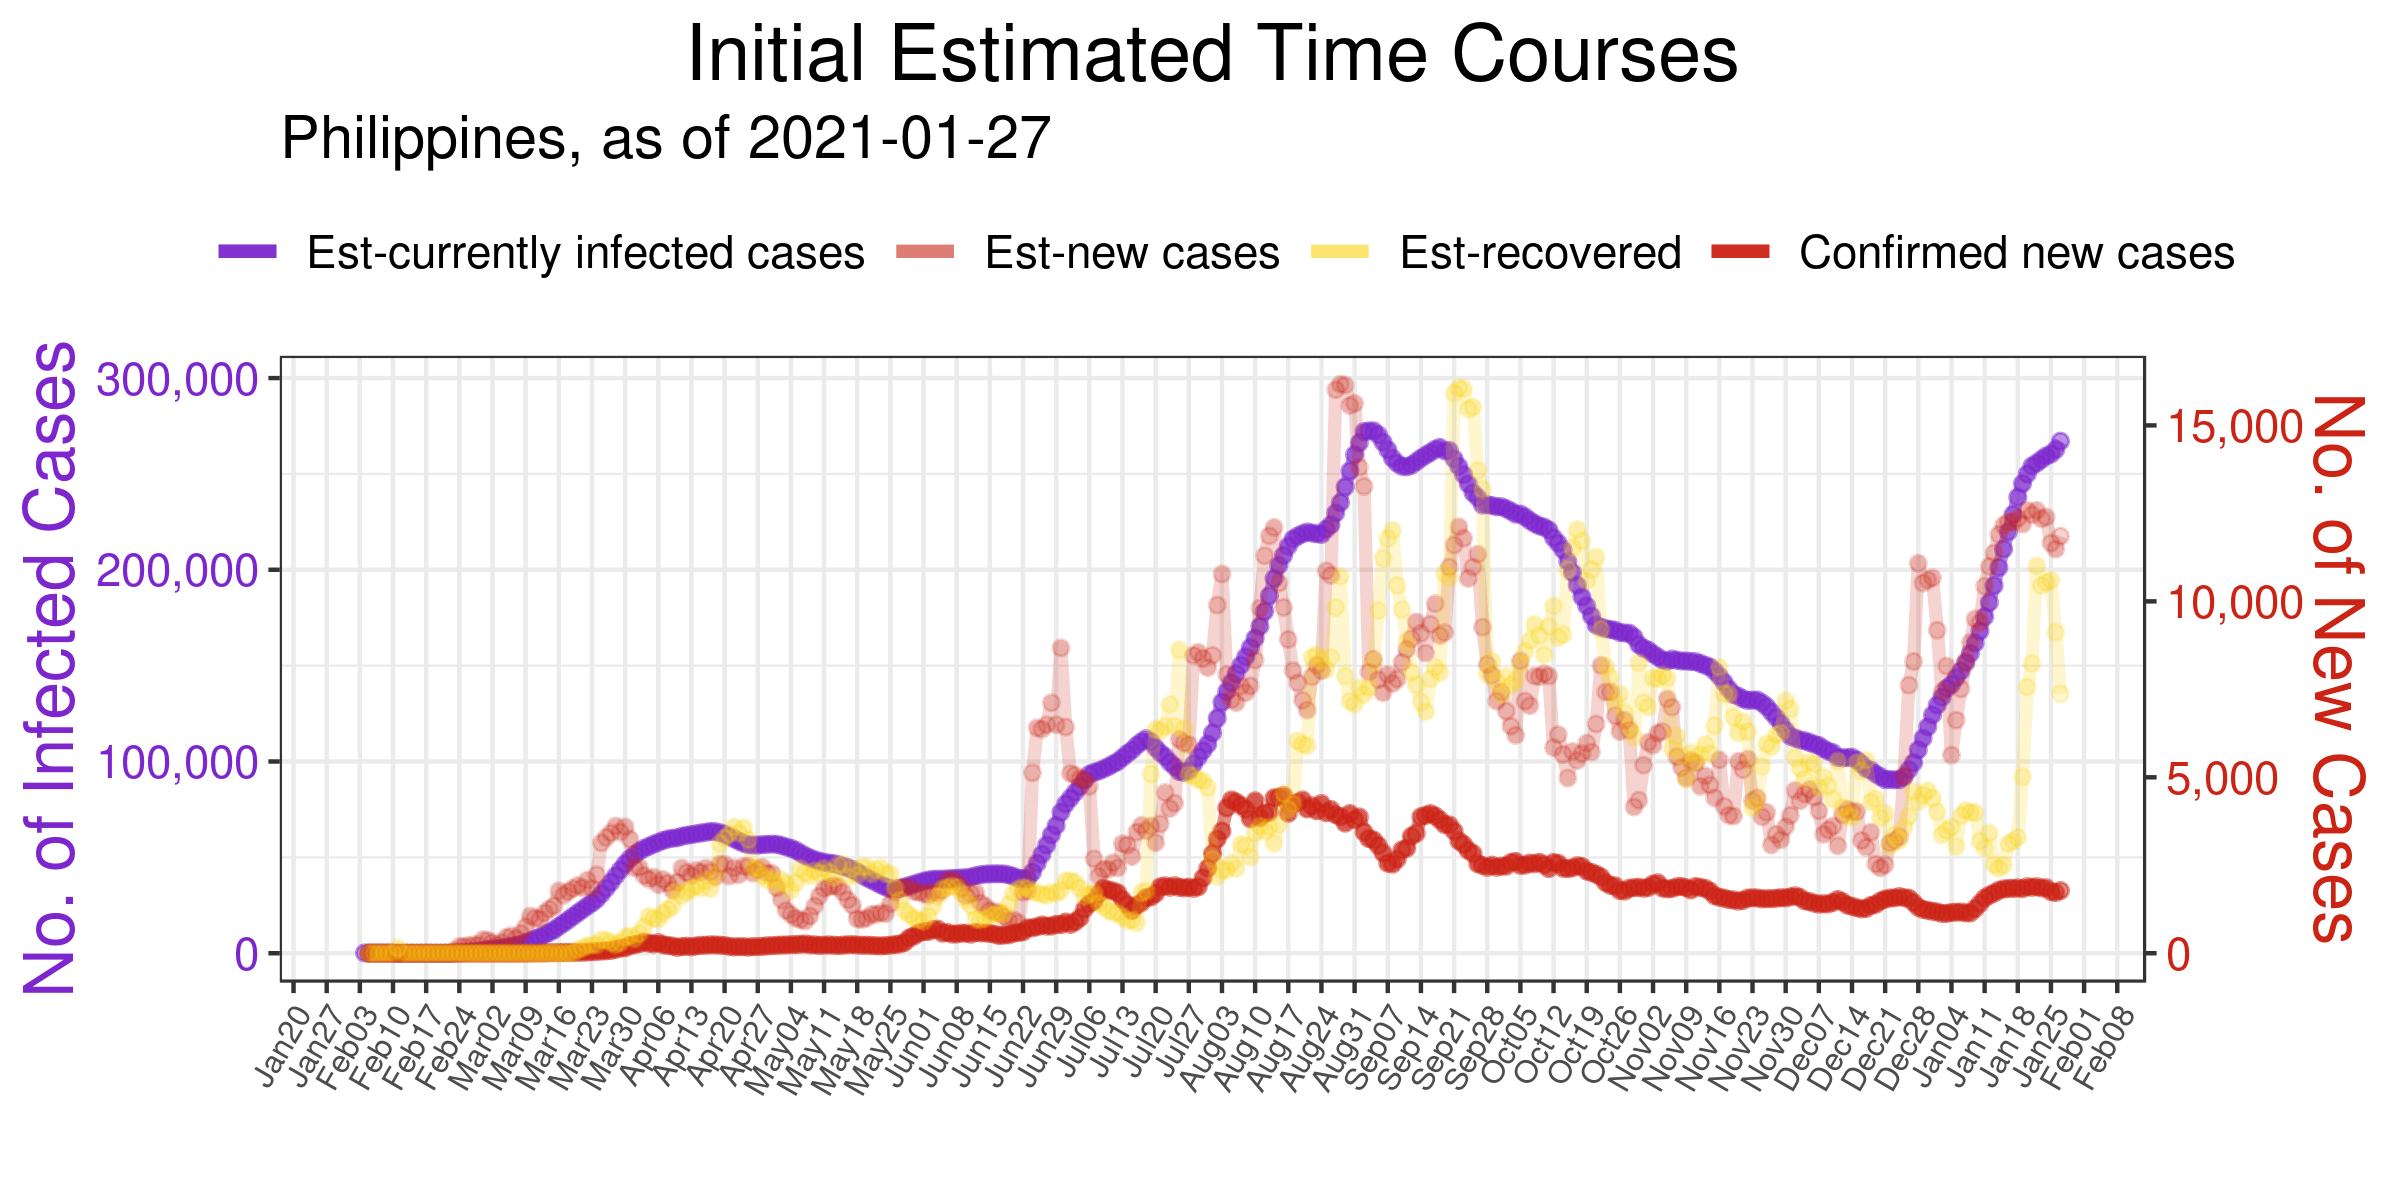 Initial Estimated Time Courses
Philippines, as of 2021-01-27
Est-currently infected cases Est-new cases Est-recovered Confirmed new cases
No. of Infected Cases
300,000
200,000
100,000
0
15,000
10,000
5,000
0
No. of New Cases
Jan20 Jan27 Feb03 Feb10 Feb17 Feb24 Mar02 Mar09 Mar16 Mar23 Mar30 Apr06 Apr13 Apr20 Apr27 May04 May11 May18 May25 Jun01 Jun08 Jun15 Jun22 Jun29 Jul06 Jul13 Jul20 Jul27 Aug03 Aug10 Aug17 Aug24 Aug31 Sep07 Sep14 Sep21 Sep28 Oct05 Oct12 Oct19 Oct26 Nov02 Nov09 Nov16 Nov23 Nov30 Dec07 Dec14 Dec21 Dec28 Jan04 Jan11 Jan18 Jan25 Feb01 Feb08